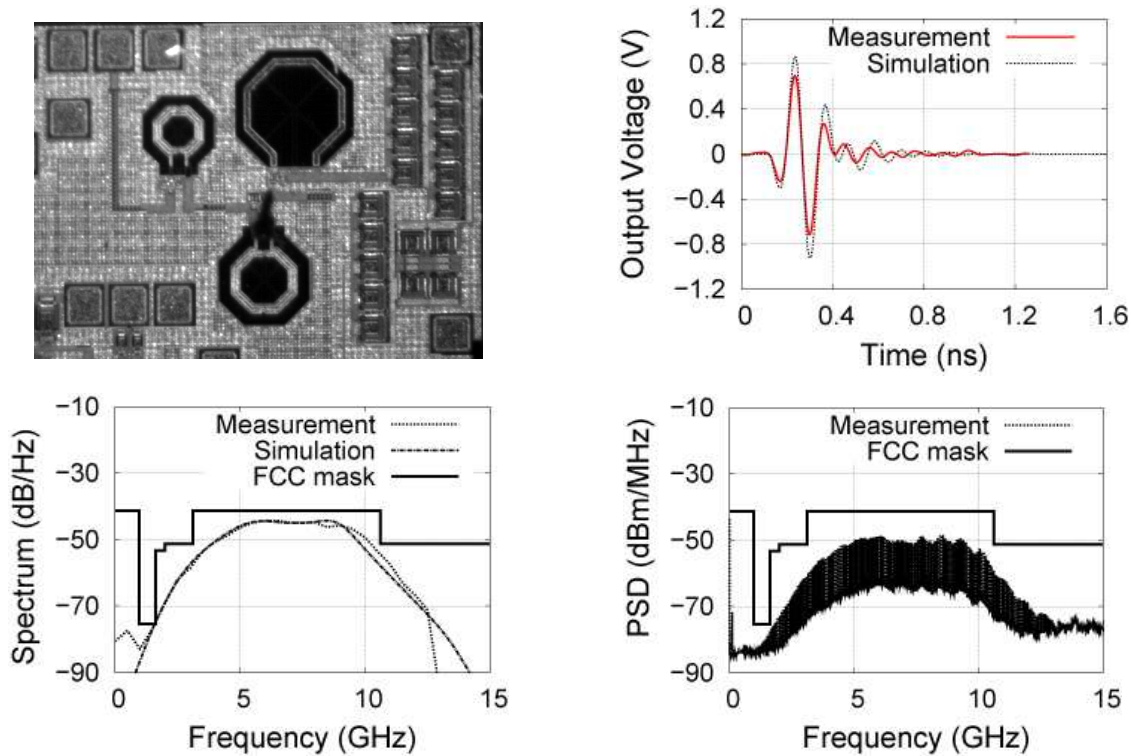 1.2
0.8
0.4
0
−0.4
−0.8
−1.2
Output Voltage (V)
Measurement
Simulation
0 0.4 0.8 1.2 1.6
Time (ns)
−10
−30
−50
−70
−90
Spectrum (dB/Hz)
Measurement
Simulation
FCC mask
0 5 10 15
Frequency (GHz)
−10
−30
−50
−70
−90
PSD (dBm/MHz)
Measurement
FCC mask
0 5 10 15
Frequency (GHz)